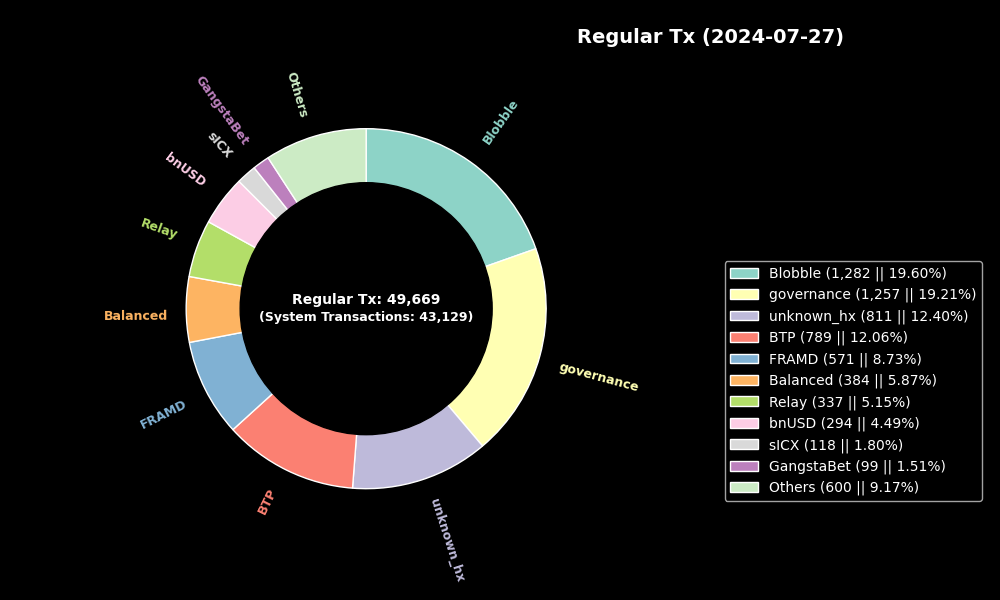 Regular Tx (2024-07-27)
Others
Blobble
GangstaBet
sICX
bnUSD
Relay
Balanced
Regular Tx: 49,669
(System Transactions: 43,129)
governance
FRAMD
BTP
unknown_hx
Blobble (1,282 || 19.60%)
governance (1,257 || 19.21%)
unknown_hx (811 || 12.40%)
BTP (789 || 12.06%)
FRAMD (571 || 8.73%)
Balanced (384 || 5.87%)
Relay (337 || 5.15%)
bnUSD (294 || 4.49%)
sICX (118 || 1.80%)
GangstaBet (99 || 1.51%)
Others (600 || 9.17%)